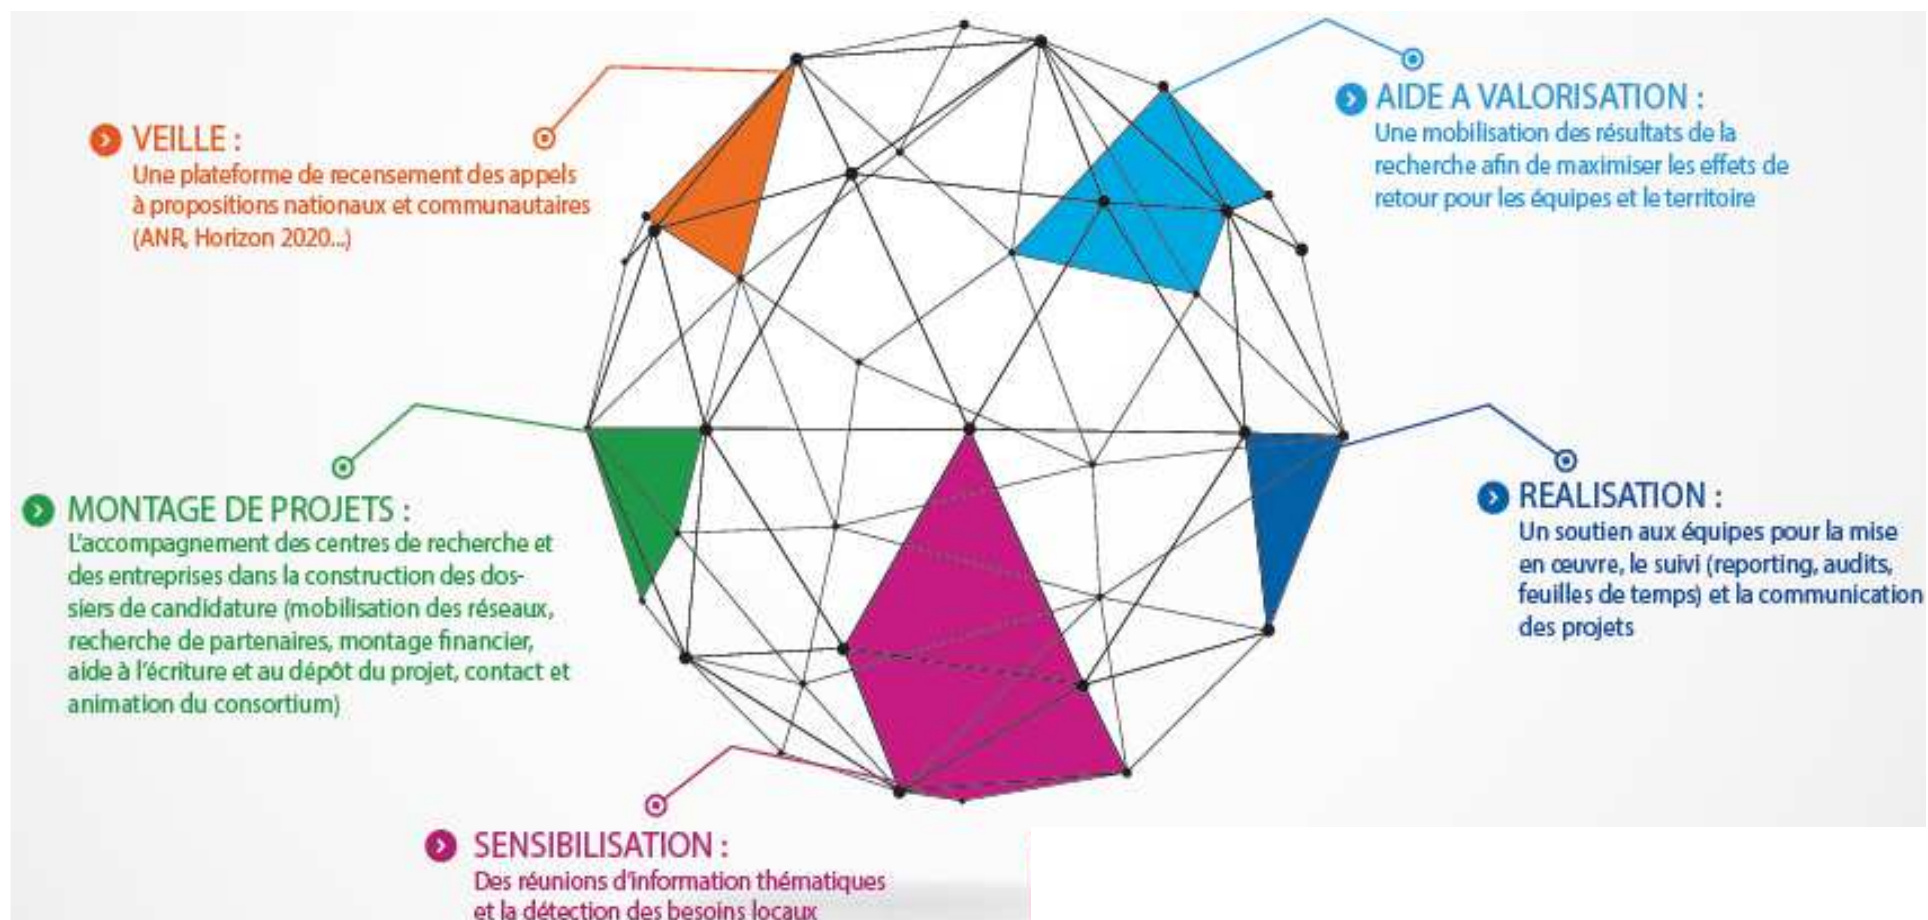 VEILLE :
Une plateforme de recensement des appels
à propositions nationaux et communautaires
(ANR, Horizon 2020...)
AIDE A VALORISATION :
Une mobilisation des résultats de la
recherche afin de maximiser les effets de
retour pour les équipes et le territoire
MONTAGE DE PROJETS :
L'accompagnement des centres de recherche et
des entreprises dans la construction des dos-
siers de candidature (mobilisation des réseaux,
recherche de partenaires, montage financier,
aide à l'écriture et au dépôt du projet, contact et
animation du consortium)
REALISATION :
Un soutien aux équipes pour la mise
en œuvre, le suivi (reporting, audits,
feuilles de temps) et la communication
des projets
SENSIBILISATION :
Des réunions d'information thématiques
et la détection des besoins locaux